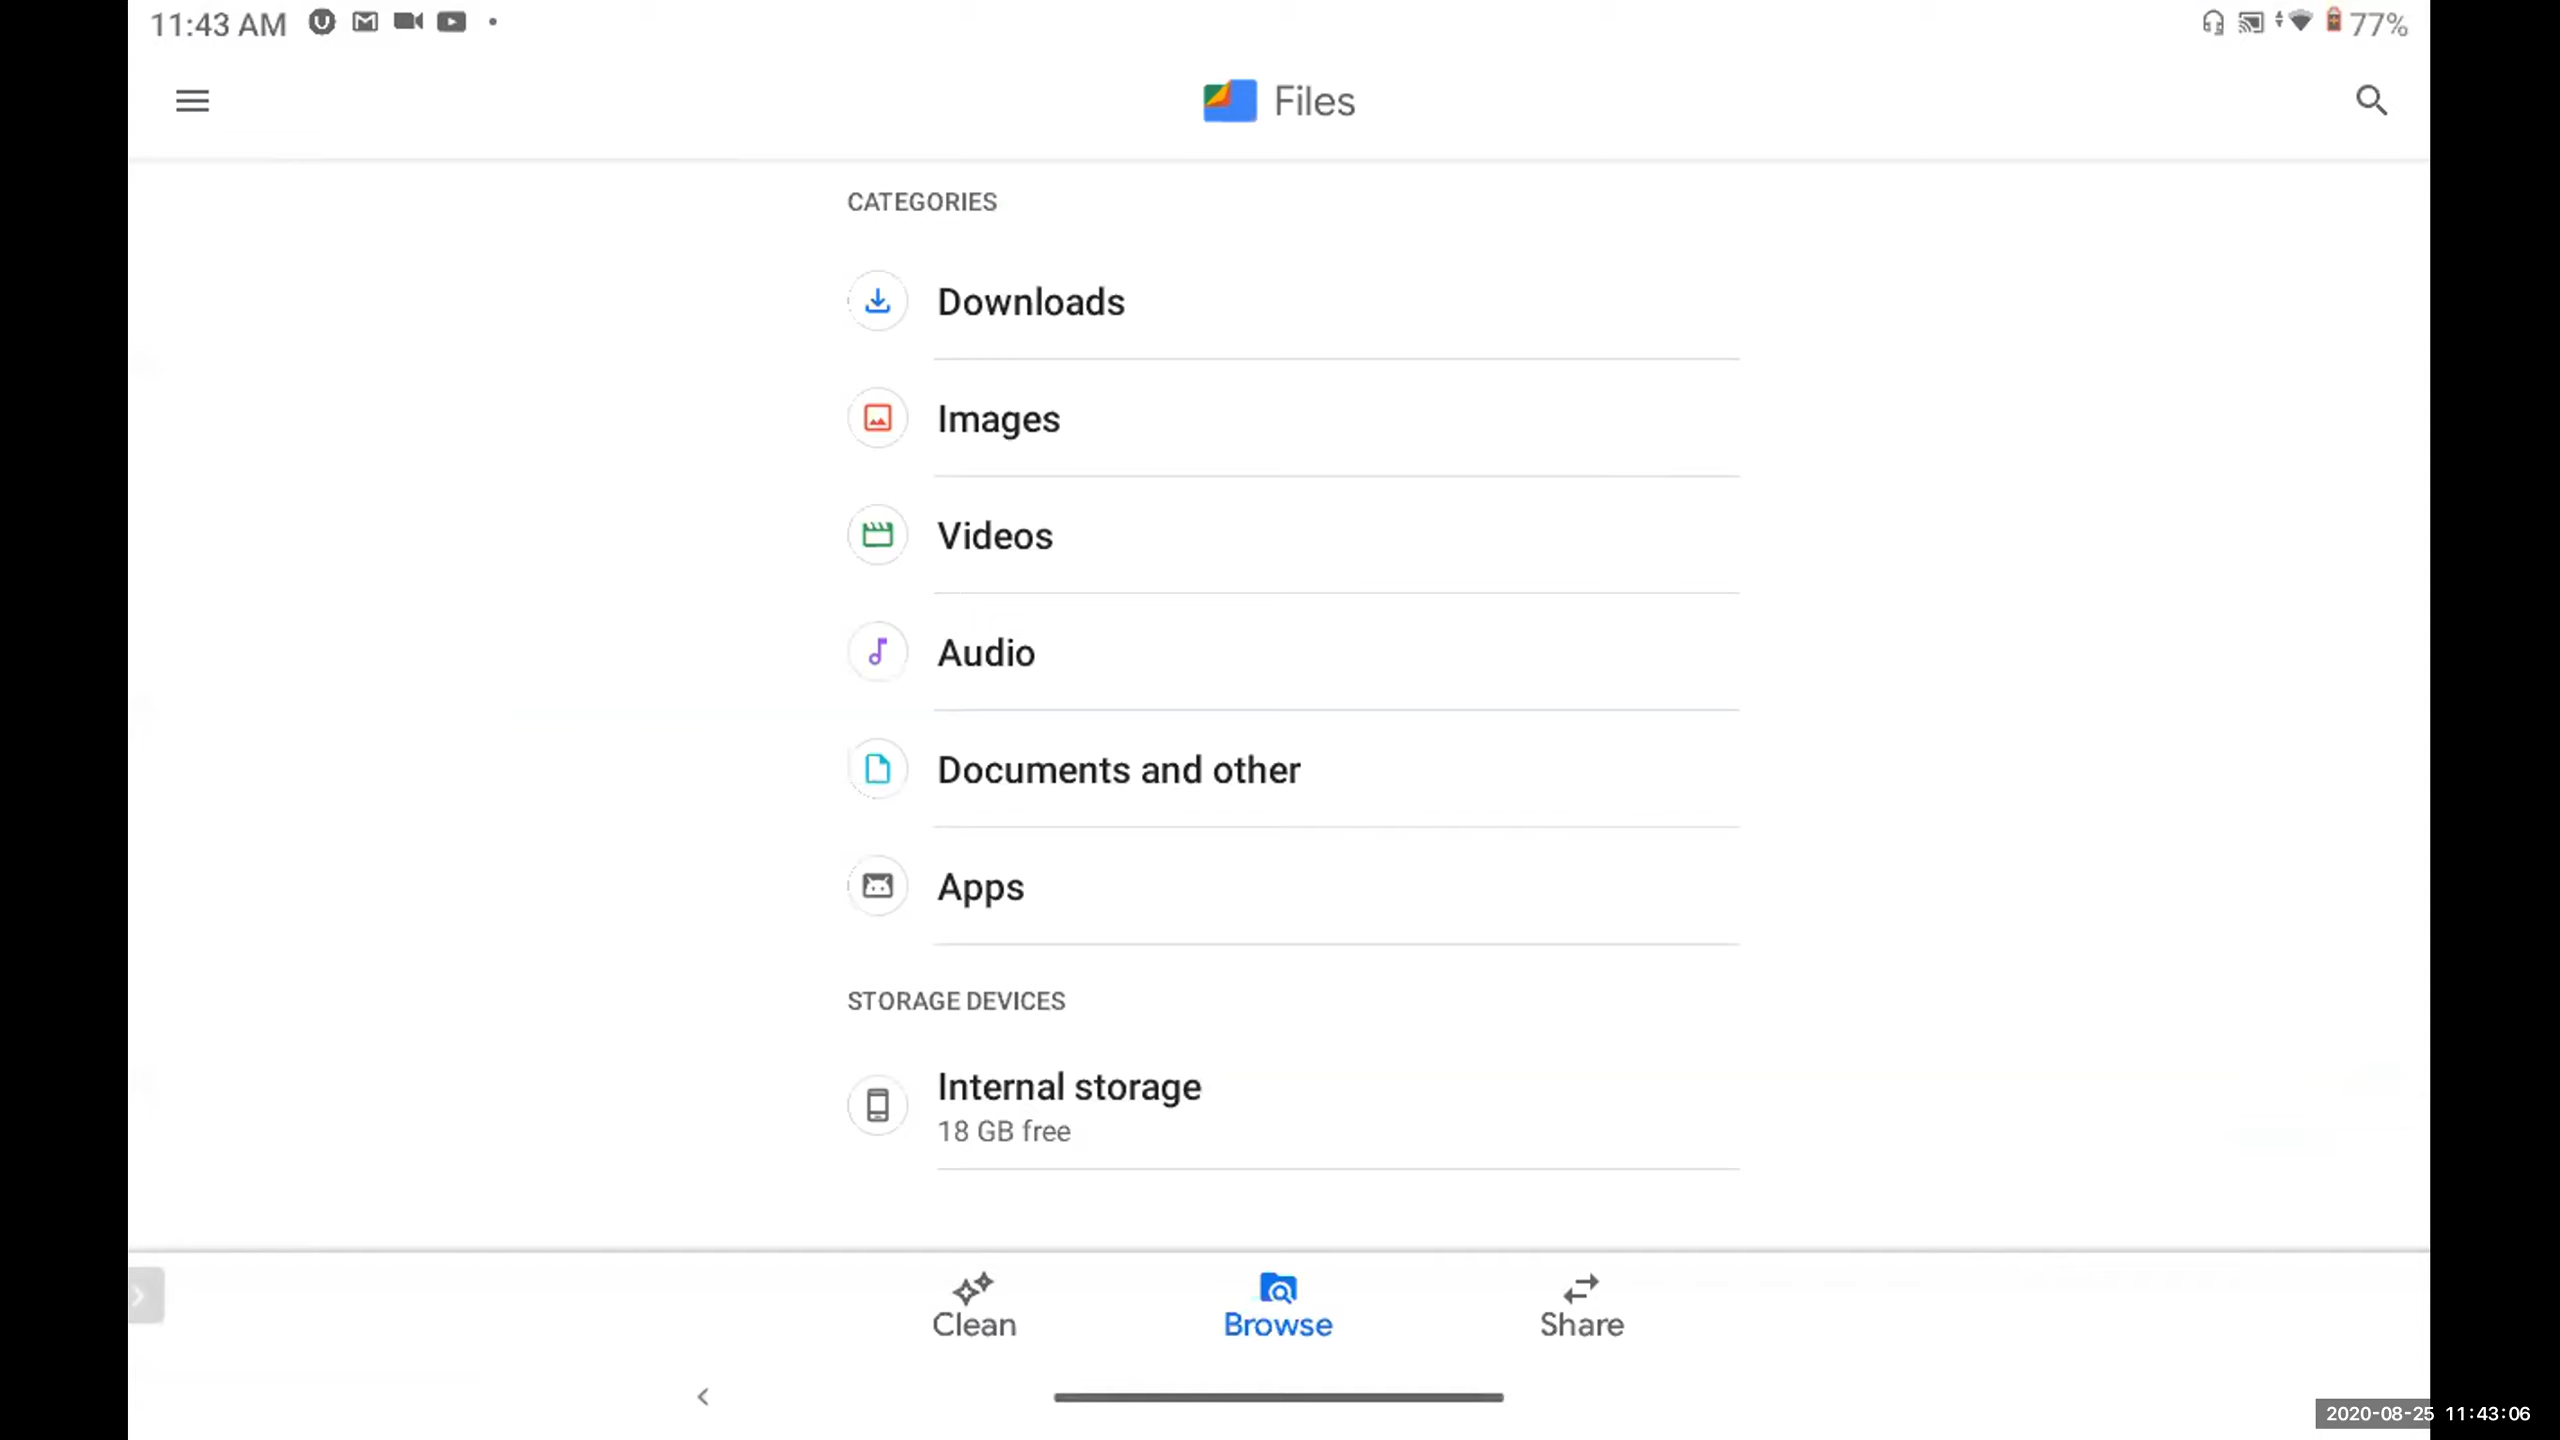 11:43 AM
77%
Files
CATEGORIES
Downloads
Images
Videos
Audio
Documents and other
Apps
STORAGE DEVICES
Internal storage
18 GB free
Clean
Browse
Share
2020-08-25 11:43:06